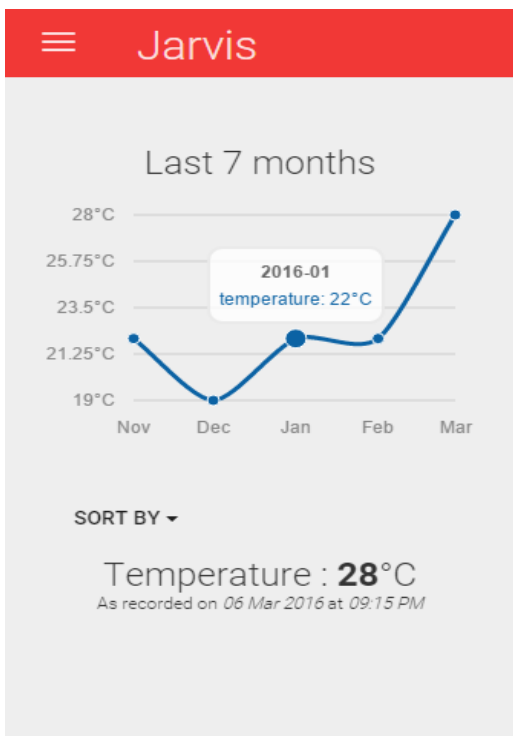 Jarvis
Last 7 months
28°C
25.75°C
2016-01
temperature: 22°C
23.5°C
21.25°C
19°C
Nov Dec Jan Feb Mar
SORT BY
Temperature : 28°C
As recorded on 06 Mar 2016 at 09:15 PM